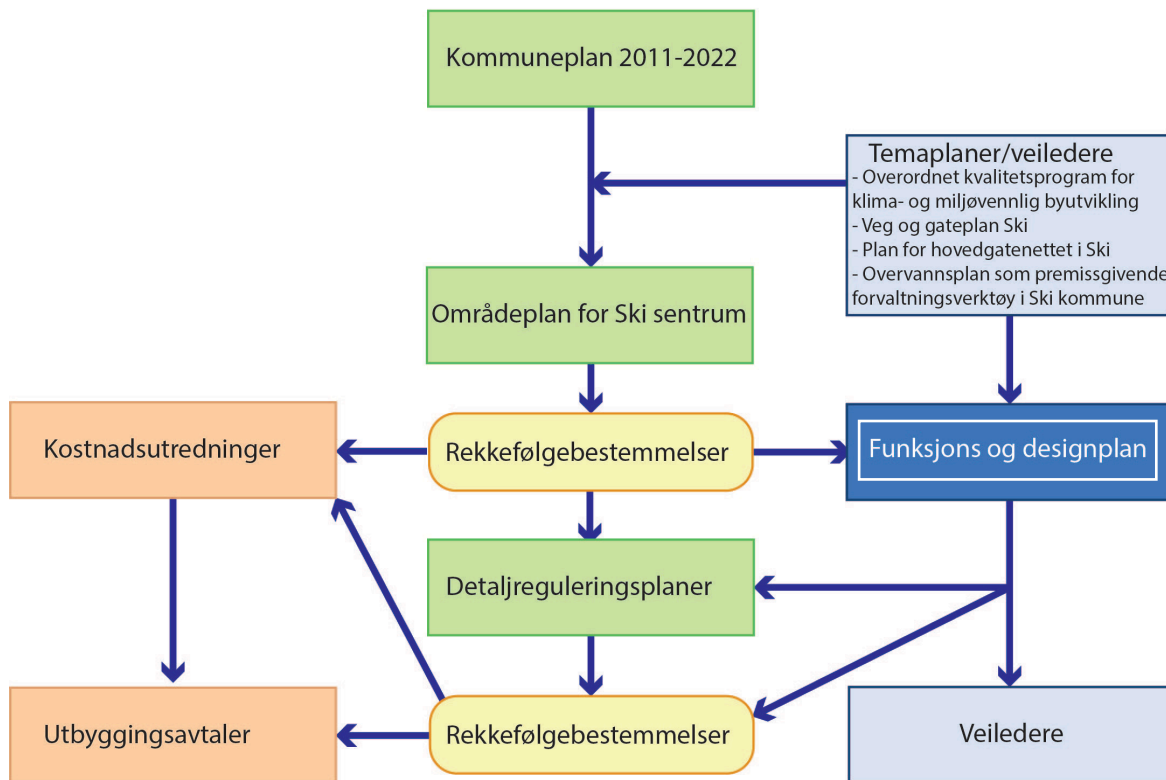 Kommuneplan 2011-2022
Temaplaner/veiledere
- Overordnet kvalitetsprogram for
klima- og miljøvennlig byutvikling
- Veg og gateplan Ski
- Plan for hovedgatenettet i Ski
- Overvannsplan som premissgivende
forvaltningsverktøy i Ski kommune
Områdeplan for Ski sentrum
Kostnadsutredninger
Rekkefølgebestemmelser
Funksjons og designplan
Detaljreguleringsplaner
Utbyggingsavtaler
Rekkefølgebestemmelser
Veiledere